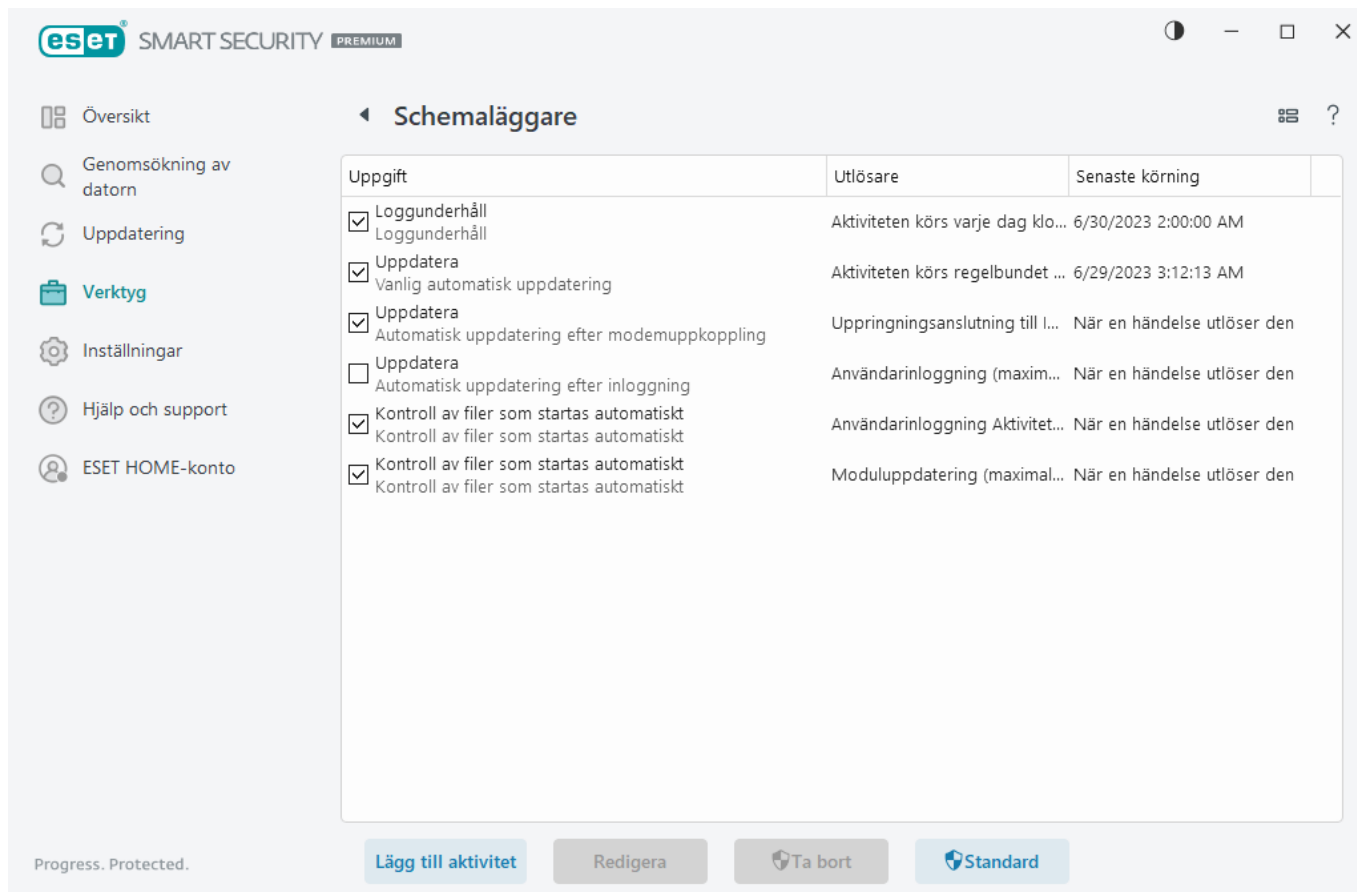 eset® SMART SECURITY PREMIUM
Översikt
Genomsökning av
datorn
Uppdatering
Verktyg
Inställningar
Hjälp och support
ESET HOME-konto
Schemaläggare
?
Uppgift Utlösare Senaste körning
Loggunderhåll
Loggunderhåll
Aktiviteten körs varje dag klo... 6/30/2023 2:00:00 AM
Uppdatera
Vanlig automatisk uppdatering
Aktiviteten körs regelbundet ... 6/29/2023 3:12:13 AM
Uppdatera
Automatisk uppdatering efter modemuppkoppling
Uppringningsanslutning till I... När en händelse utlöser den
Uppdatera
Automatisk uppdatering efter inloggning
Användarinloggning (maxim... När en händelse utlöser den
Kontroll av filer som startas automatiskt
Kontroll av filer som startas automatiskt
Användarinloggning Aktivitet... När en händelse utlöser den
Kontroll av filer som startas automatiskt
Kontroll av filer som startas automatiskt
Moduluppdatering (maximal... När en händelse utlöser den
Progress. Protected.
Lägg till aktivitet Redigera Ta bort Standard